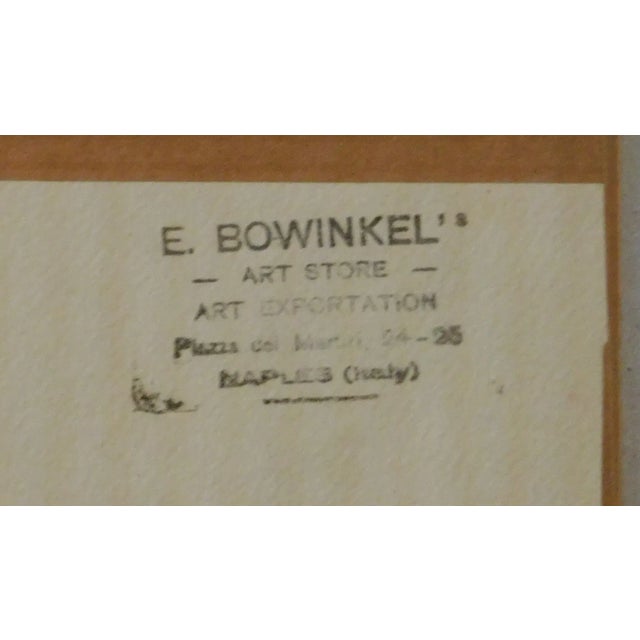 E. BOWINKEL's
— ART STORE —
ART EXPORTATION
Piazza dei Martiri, 24-25
NAPLES (Italy)